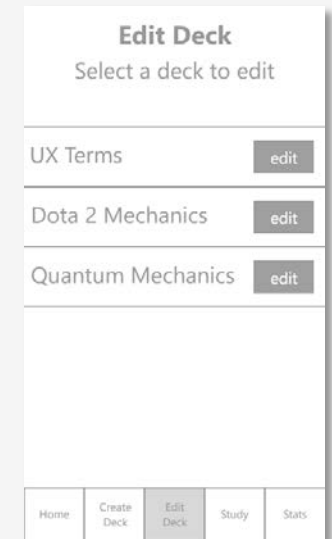 Edit Deck
Select a deck to edit
UX Terms edit
Dota 2 Mechanics edit
Quantum Mechanics edit
Home Create Deck Edit Deck Study Stats